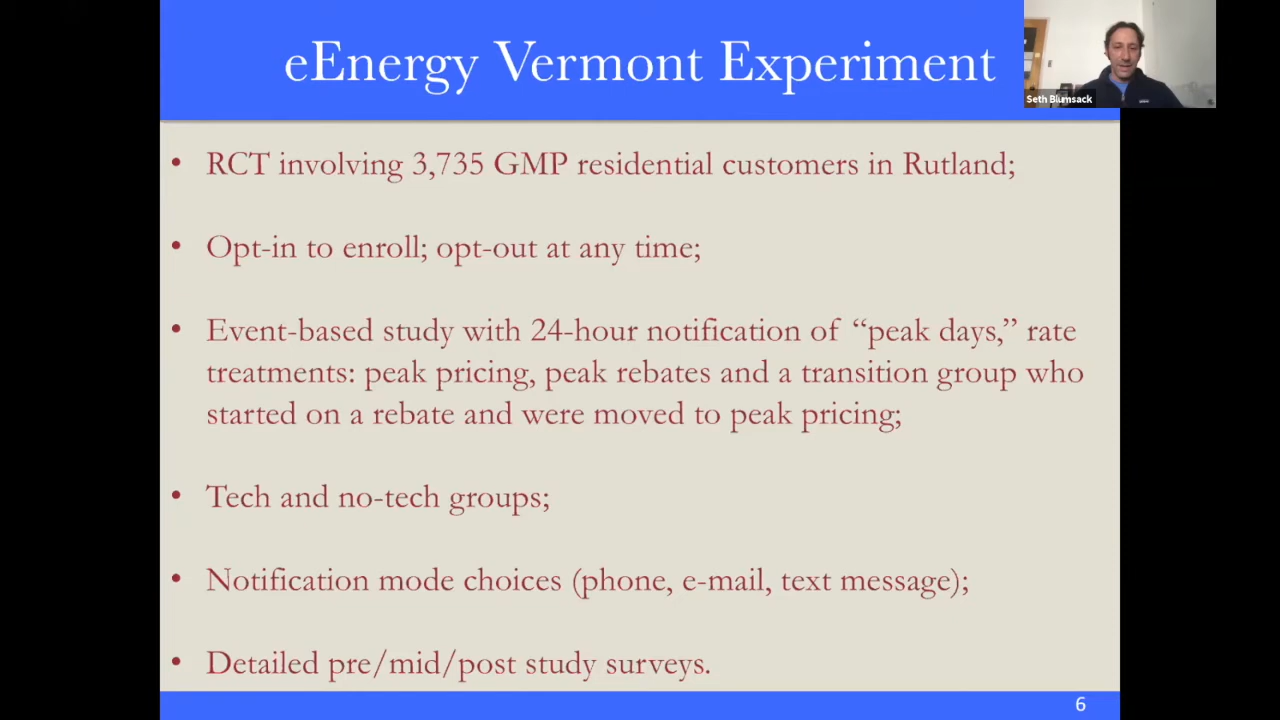 eEnergy Vermont Experiment
Seth Blumsack
• RCT involving 3,735 GMP residential customers in Rutland;
• Opt-in to enroll; opt-out at any time;
• Event-based study with 24-hour notification of “peak days,” rate
treatments: peak pricing, peak rebates and a transition group who
started on a rebate and were moved to peak pricing;
• Tech and no-tech groups;
• Notification mode choices (phone, e-mail, text message);
• Detailed pre/mid/post study surveys.
6